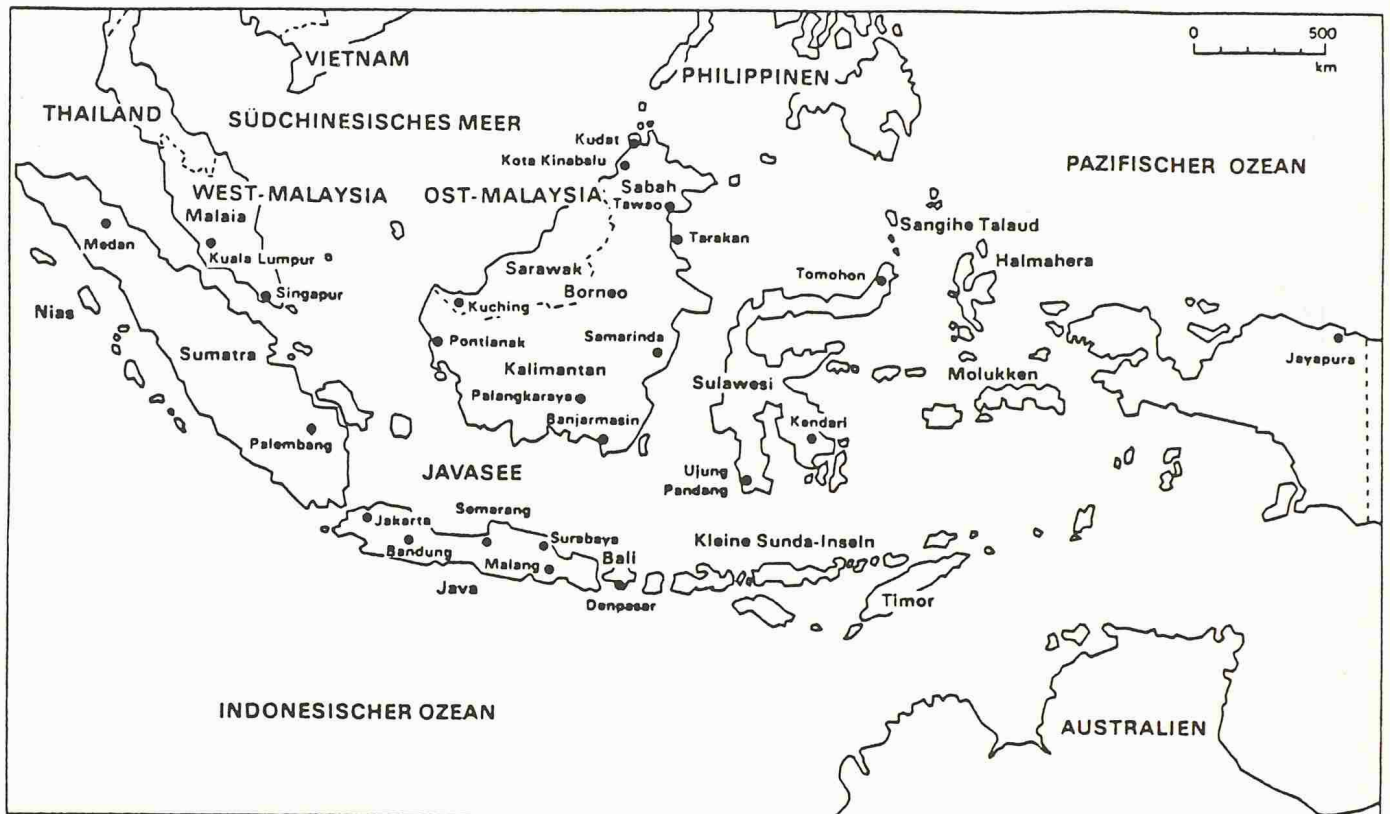 0 500
km
VIETNAM
PHILIPPINEN
THAILAND
SÜDCHINESISCHES MEER
Kudat
Kota Kinabalu
PAZIFISCHER OZEAN
WEST-MALAYSIA
OST-MALAYSIA
Sabah
Tawao
Malaia
Medan
Kuala Lumpur
Tarakan
Sangihe Talaud
Halmahera
Tomohon
Sarawak
Borneo
Singapur
Nias
Kuching
Pontianak
Samarinda
Sumatra
Kalimantan
Sulawesi
Molukken
Jayapura
Palangkaraya
Banjarmasin
Kendari
Palembang
JAVASEE
Ujung
Pandang
Semarang
Jakarta
Bandung
Surabaya
Malang
Bali
Kleine Sunda-Inseln
Java
Denpasar
Timor
INDONESISCHER OZEAN
AUSTRALIEN